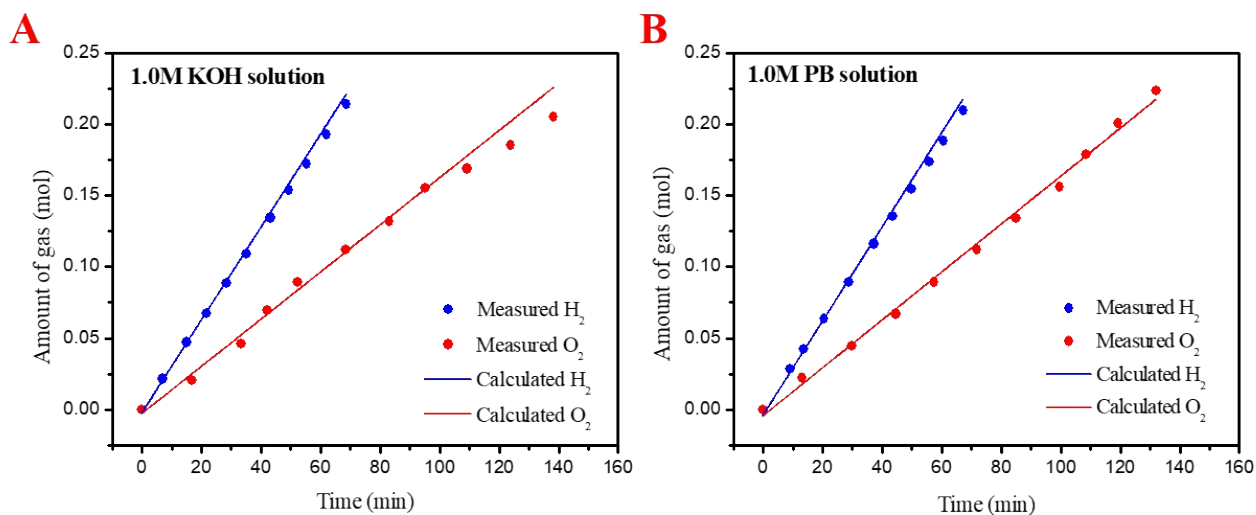 A
1.0M KOH solution
0.25
0.20
0.15
0.10
0.05
0.00
Amount of gas (mol)
Measured H2
Measured O2
Calculated H2
Calculated O2
0 20 40 60 80 100 120 140 160
Time (min)
B
1.0M PB solution
0.25
0.20
0.15
0.10
0.05
0.00
Amount of gas (mol)
Measured H2
Measured O2
Calculated H2
Calculated O2
0 20 40 60 80 100 120 140 160
Time (min)